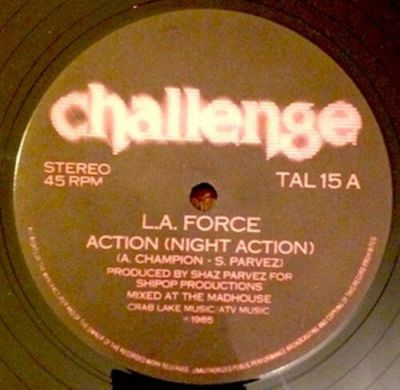 challenge
STEREO
45 RPM
TAL 15 A
L.A. FORCE
ACTION (NIGHT ACTION)
(A. CHAMPION - S. PARVEZ)
PRODUCED BY SHAZ PARVEZ FOR
SHIPOP PRODUCTIONS
MIXED AT THE MADHOUSE
CRAB LAKE MUSIC/ATV MUSIC
℗ 1985